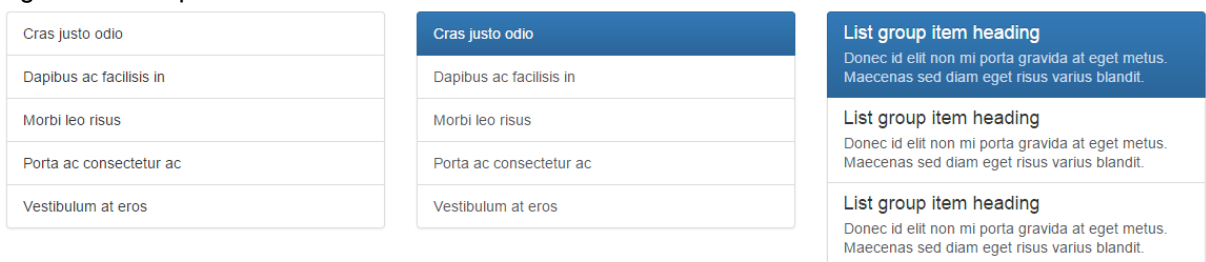 Cras justo odio
Dapibus ac facilisis in
Morbi leo risus
Porta ac consectetur ac
Vestibulum at eros
Cras justo odio
Dapibus ac facilisis in
Morbi leo risus
Porta ac consectetur ac
Vestibulum at eros
List group item heading
Donec id elit non mi porta gravida at eget metus.
Maecenas sed diam eget risus varius blandit.
List group item heading
Donec id elit non mi porta gravida at eget metus.
Maecenas sed diam eget risus varius blandit.
List group item heading
Donec id elit non mi porta gravida at eget metus.
Maecenas sed diam eget risus varius blandit.